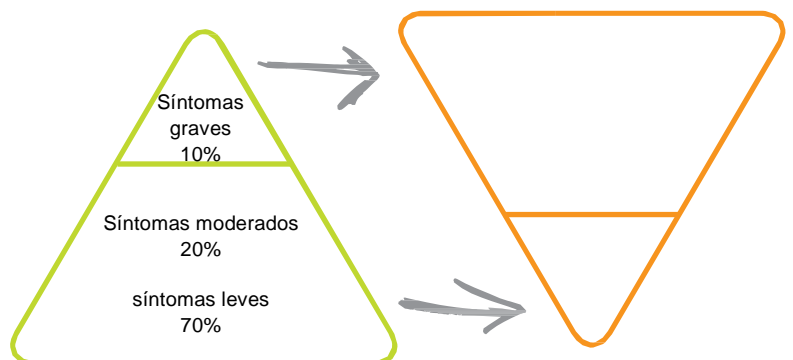 Síntomas
graves
10%
Síntomas moderados
20%
síntomas leves
70%